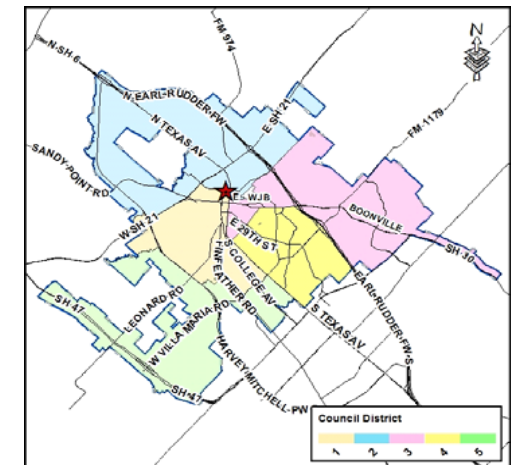 FM 974
N
N-SH-6
N-EARL-RUDDER-FW
E SH 21
N TEXAS AV
FM-1179
SANDY-POINT-RD
E WJB
BOONVILLE
W-SH 21
E 29TH ST
SH-30
S COLLEGE AV
FINFEATHER RD
EARL-RUDDER-FW-S
LEONARD RD
SH 47
W VILLA MARIA RD
S TEXAS AV
HARVEY-MITCHELL-PW
SH-47
Council District
1 2 3 4 5